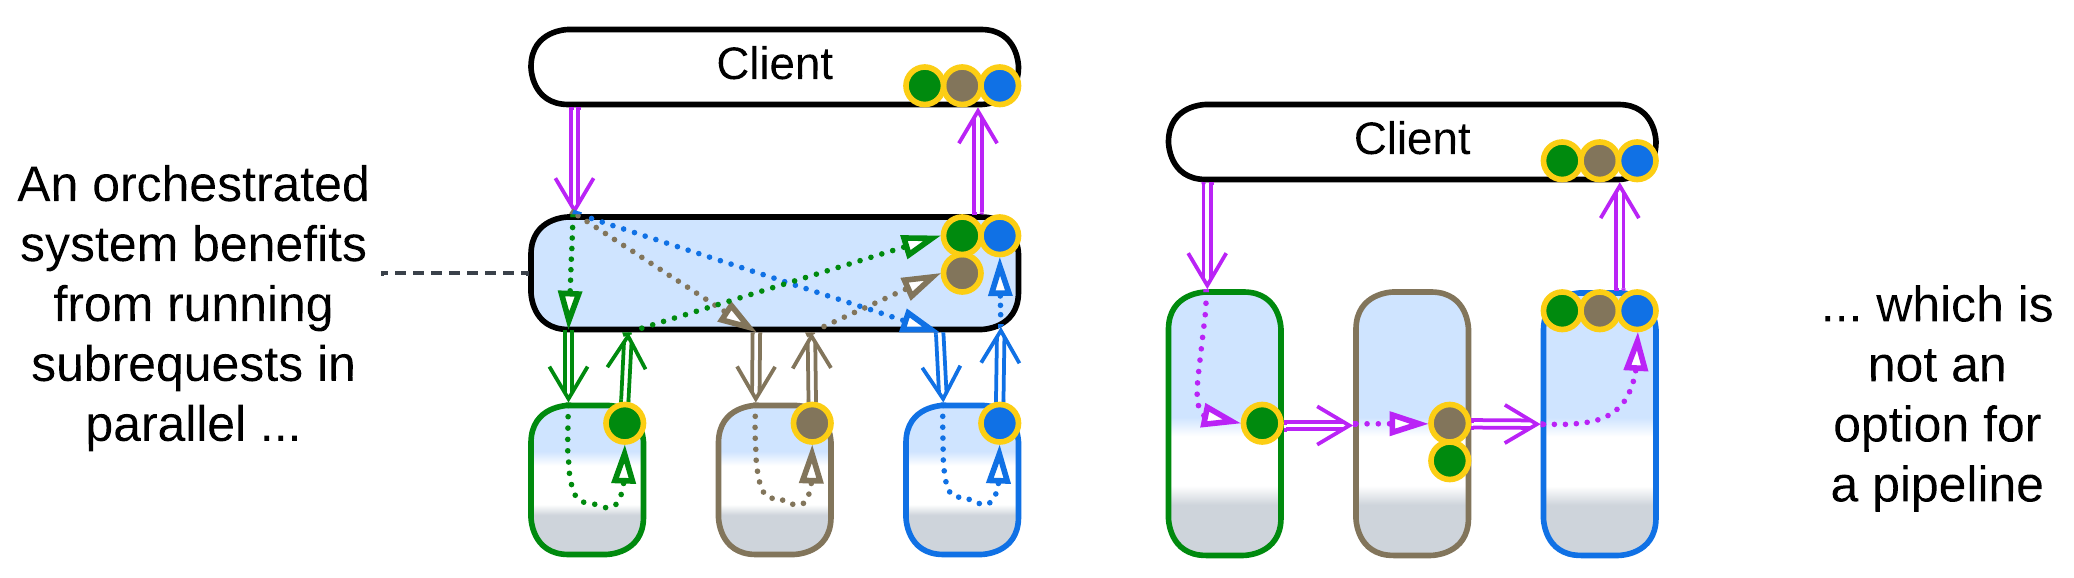 An orchestrated
system benefits
from running
subrequests in
parallel ...
Client
Client
... which is
not an
option for
a pipeline